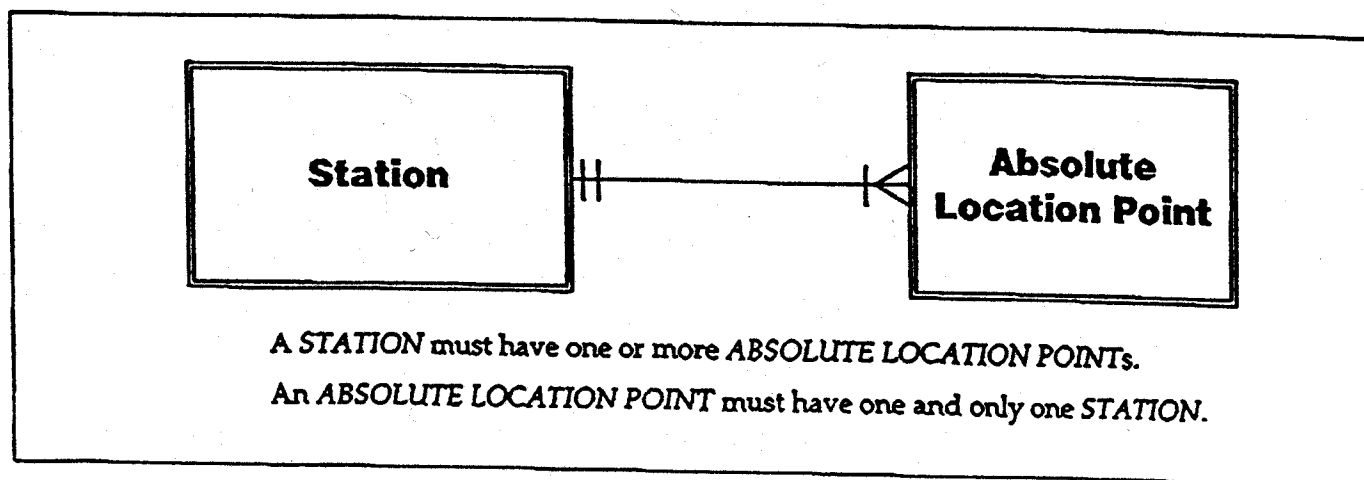 Station
Absolute
Location Point
A STATION must have one or more ABSOLUTE LOCATION POINTs.
An ABSOLUTE LOCATION POINT must have one and only one STATION.